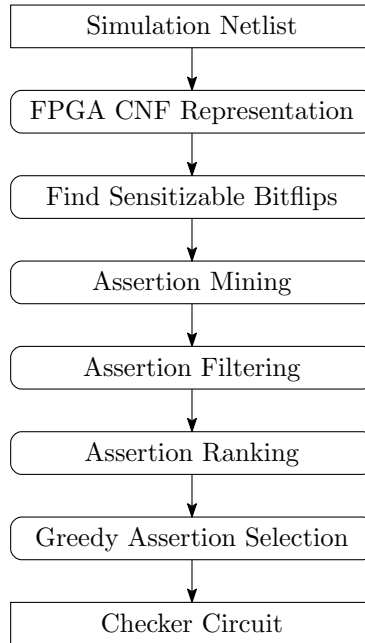 Simulation Netlist
FPGA CNF Representation
Find Sensitizable Bitflips
Assertion Mining
Assertion Filtering
Assertion Ranking
Greedy Assertion Selection
Checker Circuit